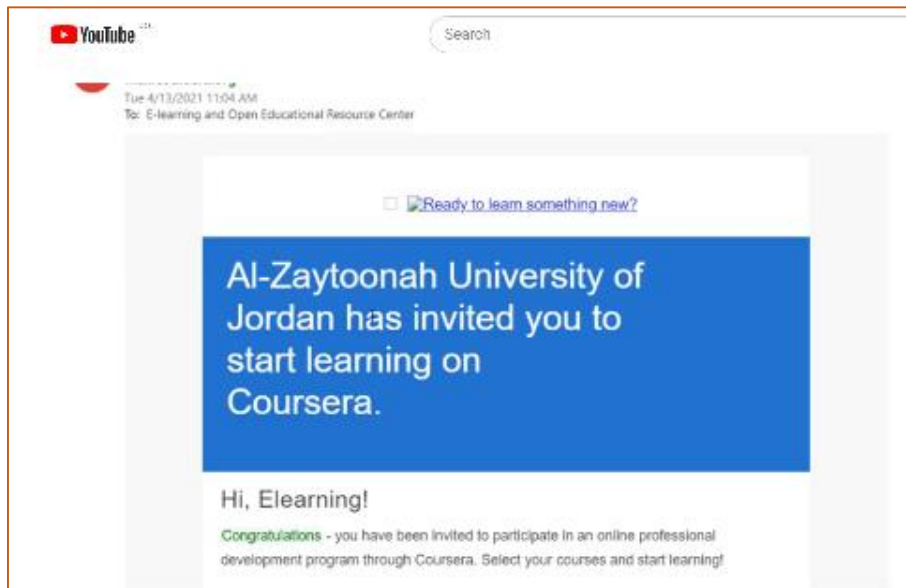 YouTube
Search
Tue 4/13/2021 11:04 AM
To: E-learning and Open Educational Resource Center
Ready to learn something new?
Al-Zaytoonah University of
Jordan has invited you to
start learning on
Coursera.
Hi, Elearning!
Congratulations - you have been invited to participate in an online professional
development program through Coursera. Select your courses and start learning!